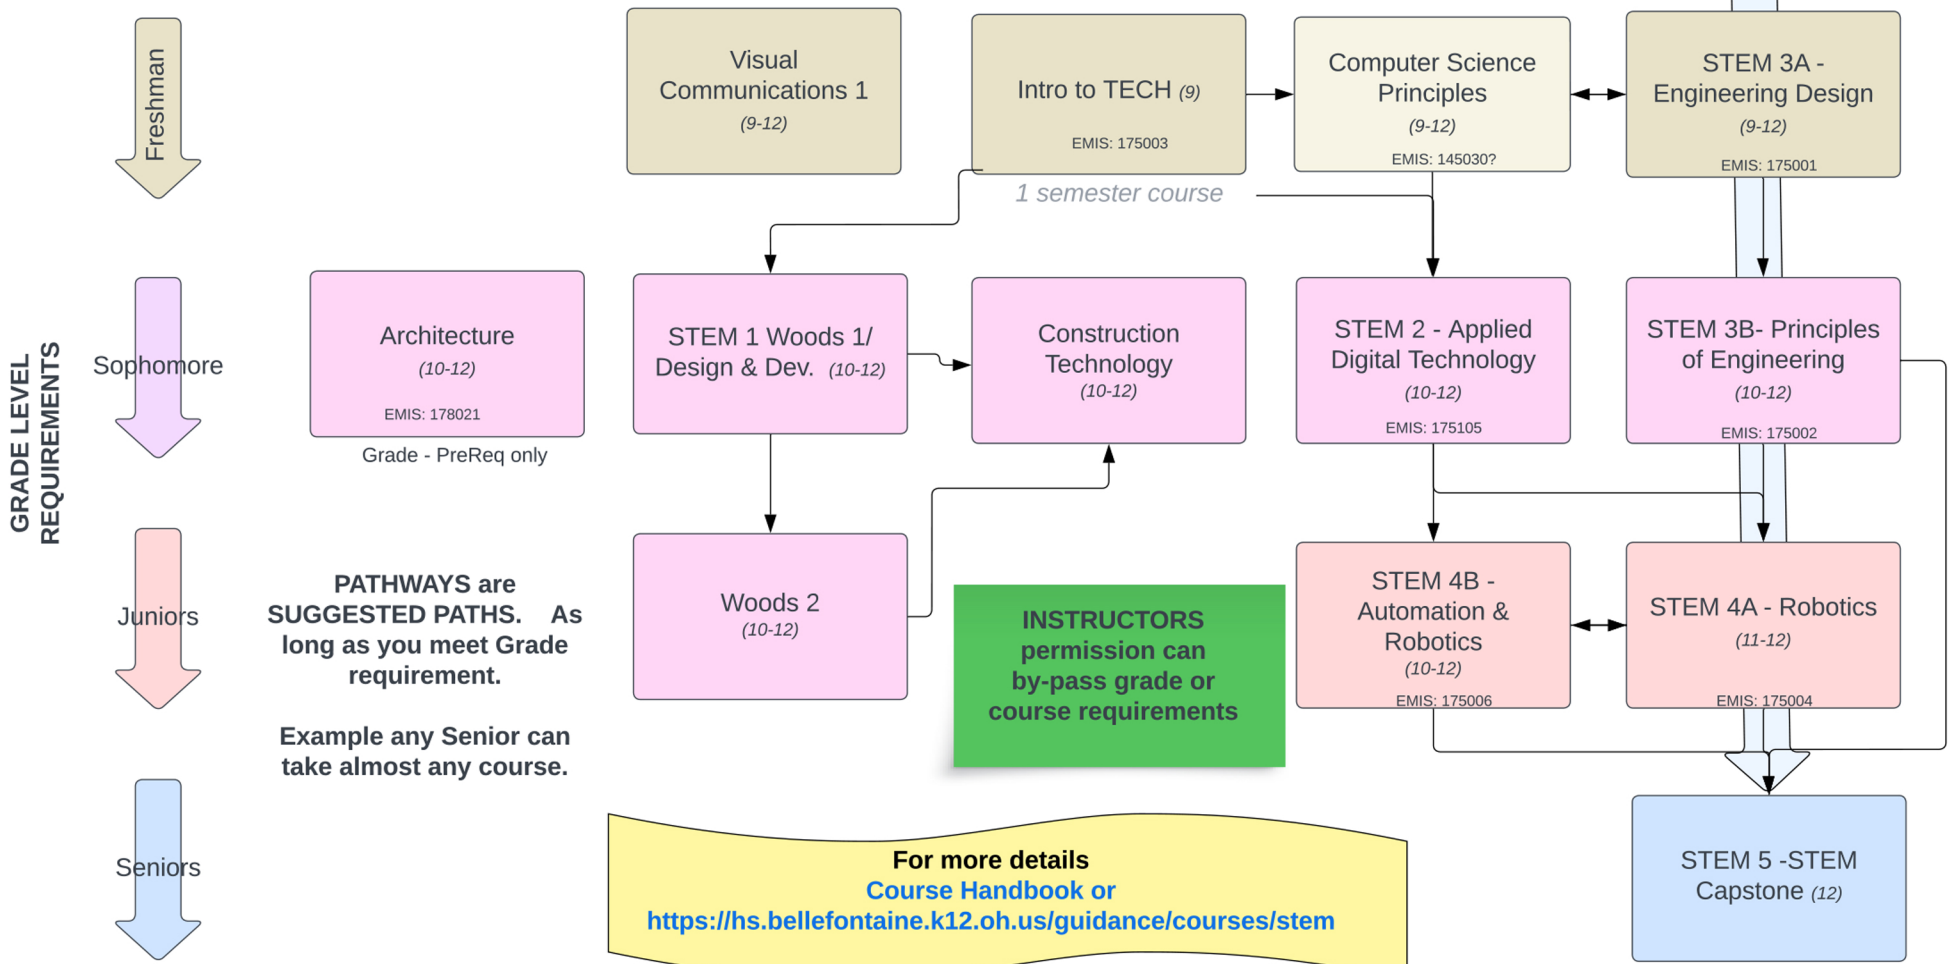 Freshman
Visual
Communications 1
(9-12)
Intro to TECH (9)
EMIS: 175003
Computer Science
Principles
(9-12)
EMIS: 145030?
STEM 3A -
Engineering Design
(9-12)
EMIS: 175001
1 semester course
GRADE LEVEL
REQUIREMENTS
Sophomore
Architecture
(10-12)
EMIS: 178021
Grade - PreReq only
STEM 1 Woods 1/
Design & Dev. (10-12)
Construction
Technology
(10-12)
STEM 2 - Applied
Digital Technology
(10-12)
EMIS: 175105
STEM 3B- Principles
of Engineering
(10-12)
EMIS: 175002
Juniors
PATHWAYS are
SUGGESTED PATHS. As
long as you meet Grade
requirement.
Example any Senior can
take almost any course.
Woods 2
(10-12)
INSTRUCTORS
permission can
by-pass grade or
course requirements
STEM 4B -
Automation &
Robotics
(10-12)
EMIS: 175006
STEM 4A - Robotics
(11-12)
EMIS: 175004
Seniors
For more details
Course Handbook or
https://hs.bellefontaine.k12.oh.us/guidance/courses/stem
STEM 5 -STEM
Capstone (12)